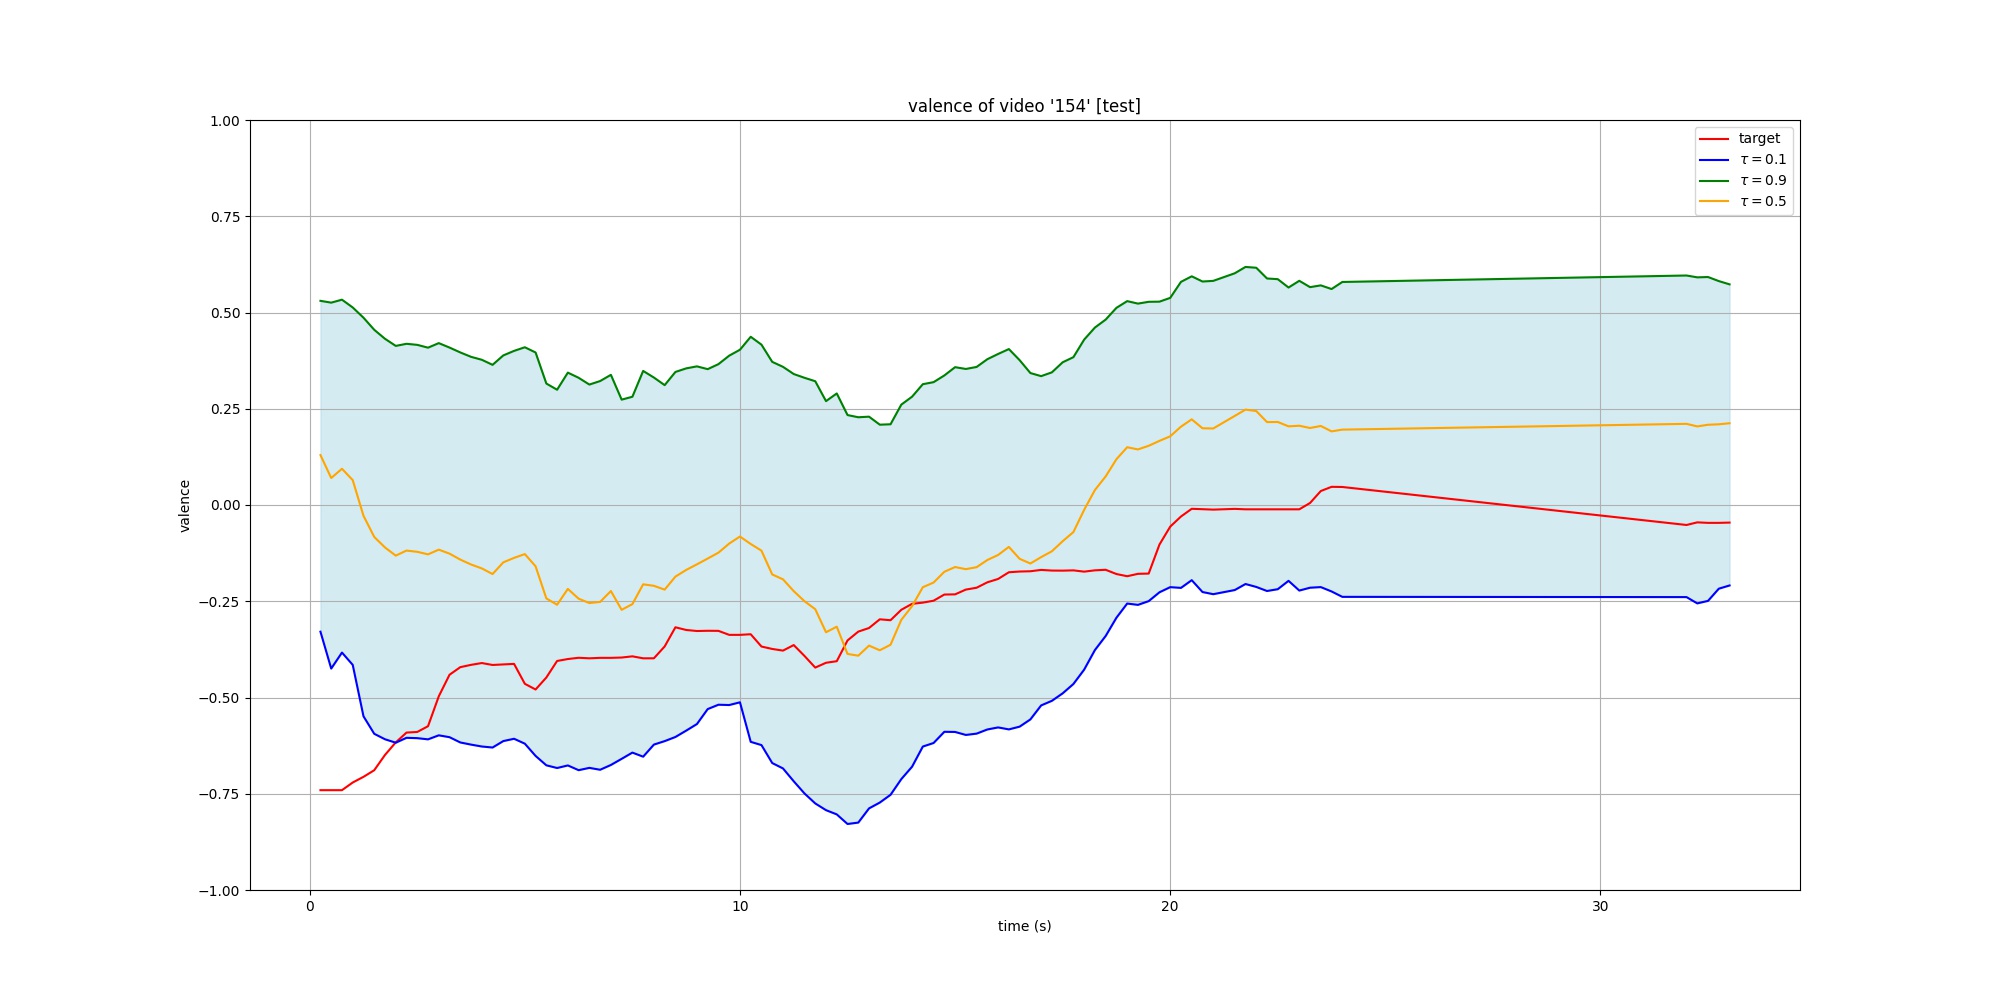 valence of video '154' [test]
1.00
0.75
0.50
0.25
0.00
−0.25
−0.50
−0.75
−1.00
valence
target
τ = 0.1
τ = 0.9
τ = 0.5
0 10 20 30
time (s)